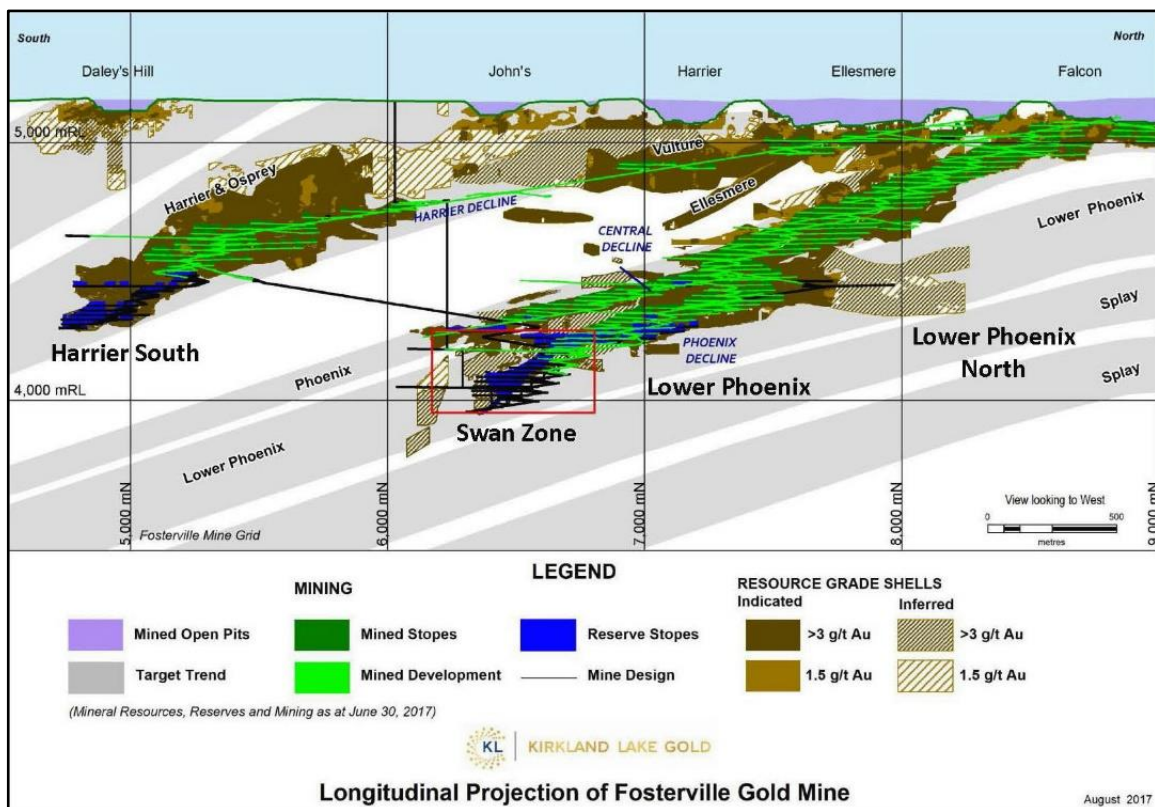 South
North
Daley's Hill
John's
Harrier
Ellesmere
Falcon
5,000 mRL
Harrier & Osprey
Vulture
HARRIER DECLINE
Ellesmere
CENTRAL
DECLINE
Lower Phoenix
Splay
Harrier South
Phoenix
PHOENIX
DECLINE
Lower Phoenix
North
Splay
4,000 mRL
Lower Phoenix
Swan Zone
Lower Phoenix
5,000 mN
6,000 mN
7,000 mN
8,000 mN
9,000 mN
View looking to West
0 500
metres
Fosterville Mine Grid
LEGEND
MINING
RESOURCE GRADE SHELLS
Indicated
Inferred
Mined Open Pits
Mined Stopes
Reserve Stopes
>3 g/t Au
>3 g/t Au
Target Trend
Mined Development
Mine Design
1.5 g/t Au
1.5 g/t Au
(Mineral Resources, Reserves and Mining as at June 30, 2017)
KL KIRKLAND LAKE GOLD
Longitudinal Projection of Fosterville Gold Mine
August 2017